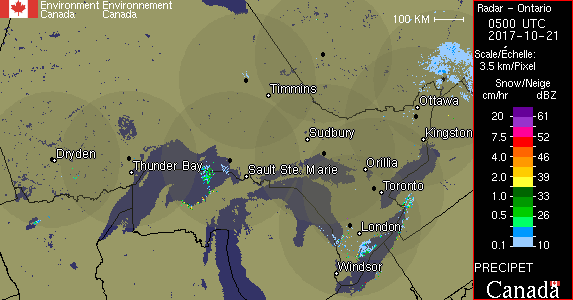 Environment Environnement
Canada Canada
Radar - Ontario
0500 UTC
2017-10-21
100 KM
Scale/Échelle:
3.5 km/Pixel
Snow/Neige
cm/hr dBZ
20 61
7.5 52
4.0 46
2.0 39
1.0 33
0.5 26
0.1 10
Timmins
Ottawa
Sudbury
Kingston
Dryden
Thunder Bay
Sault Ste. Marie
Orillia
Toronto
London
Windsor
PRECIPET
Canada